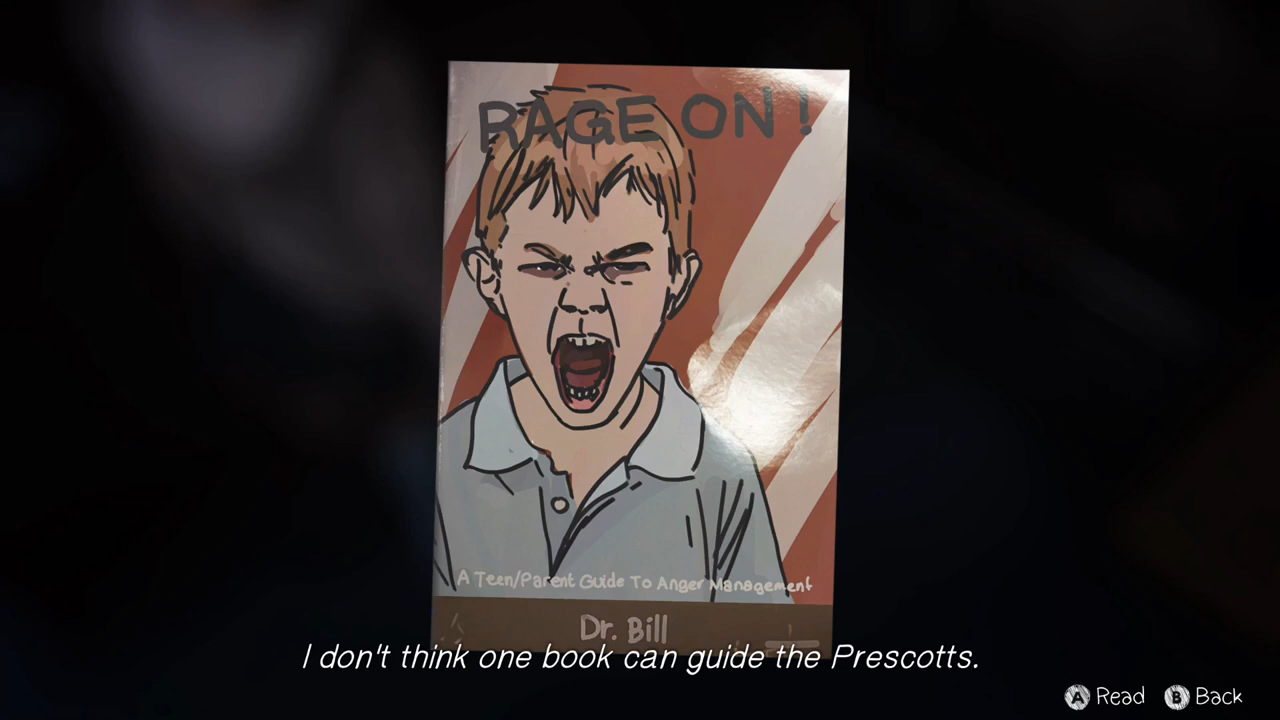 RAGE ON!
A Teen/Parent Guide To Anger Management
Dr. Bill
I don't think one book can guide the Prescotts.
A Read B Back